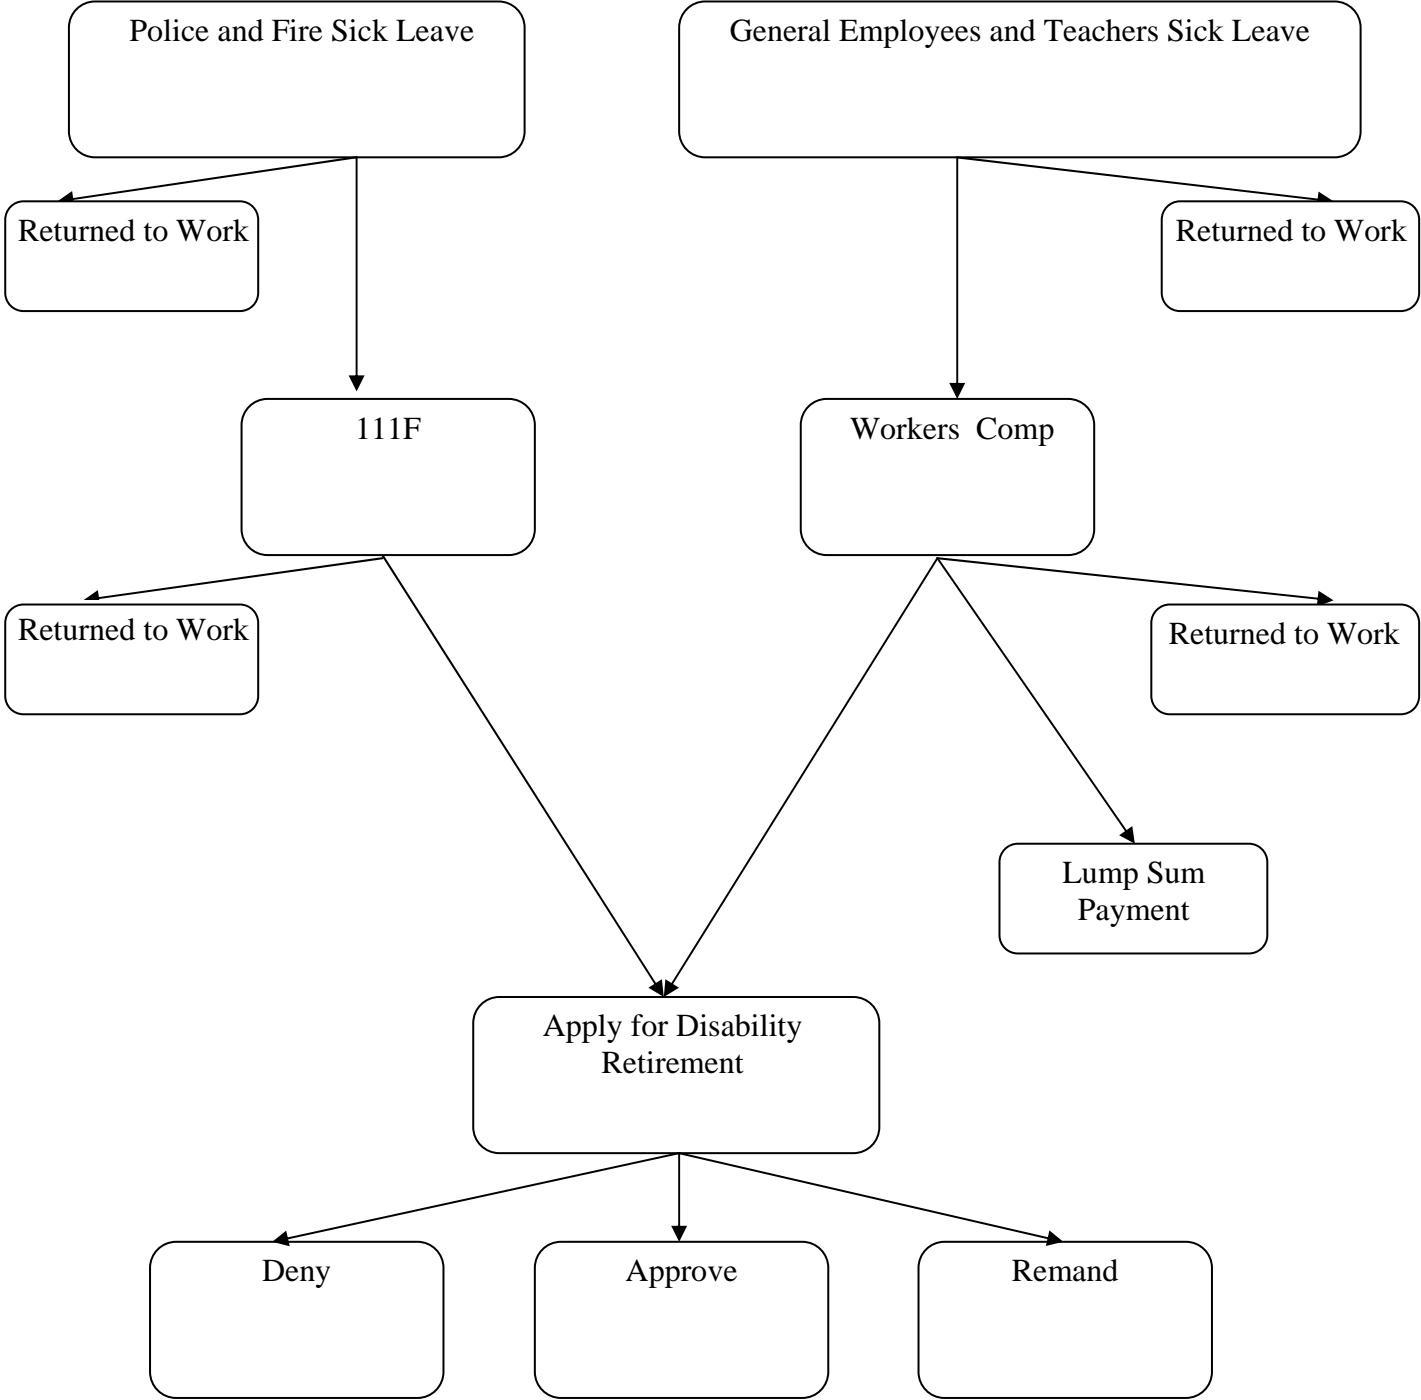 Police and Fire Sick Leave
General Employees and Teachers Sick Leave
Returned to Work
Returned to Work
111F
Workers  Comp
Returned to Work
Returned to Work
Lump Sum
Payment
Apply for Disability
Retirement
Deny
Approve
Remand